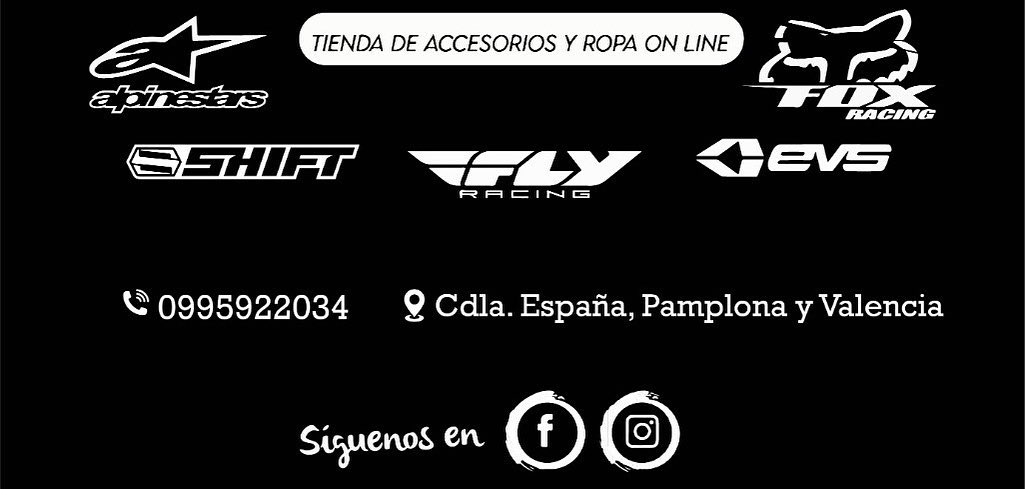 TIENDA DE ACCESORIOS Y ROPA ON LINE
alpinestars
FOX
RACING
SHIFT
FLY
RACING
evs
0995922034
Cdla. España, Pamplona y Valencia
Síguenos en